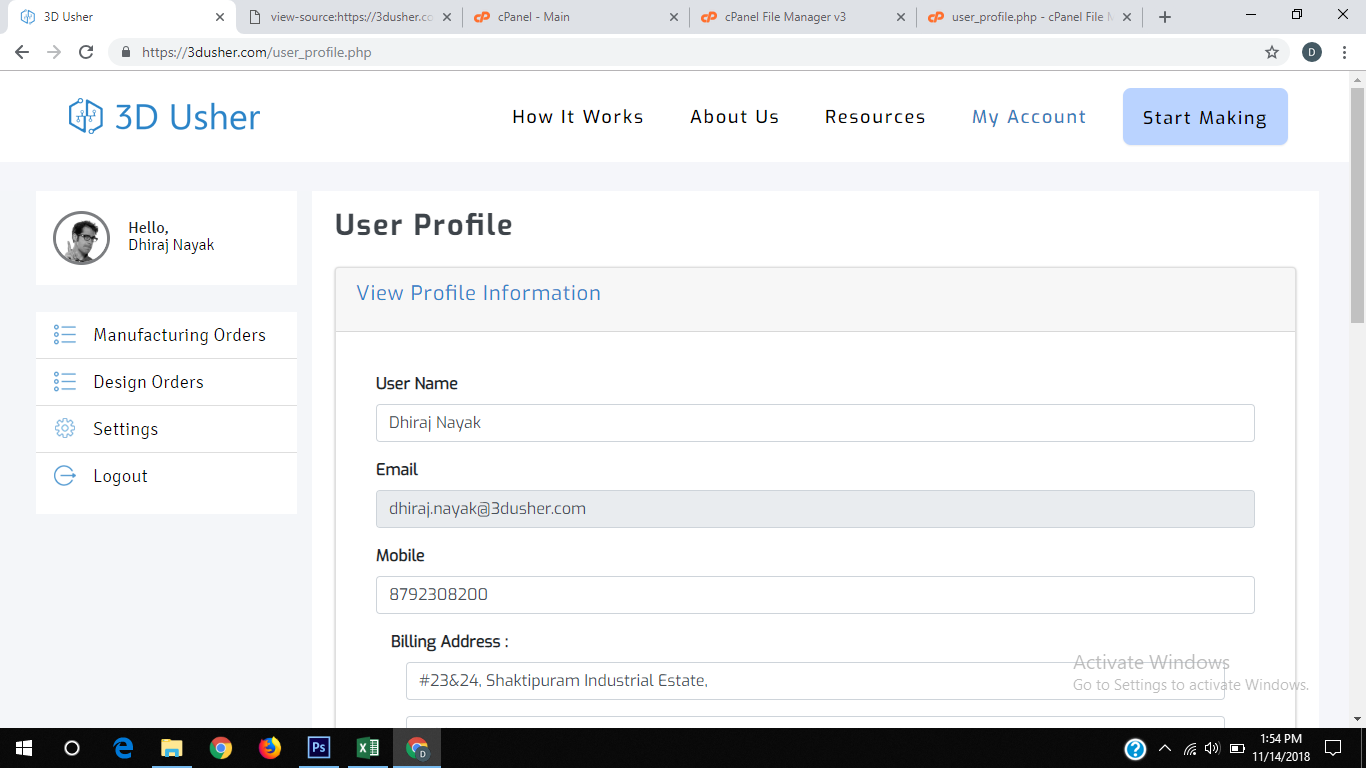 3D Usher
view-source:https://3dusher.co
cPanel - Main
cPanel File Manager v3
user_profile.php - cPanel File M
https://3dusher.com/user_profile.php
D
3D Usher
How It Works
About Us
Resources
My Account
Start Making
Hello,
Dhiraj Nayak
Manufacturing Orders
Design Orders
Settings
Logout
User Profile
View Profile Information
User Name
Dhiraj Nayak
Email
dhiraj.nayak@3dusher.com
Mobile
8792308200
Billing Address :
#23&24, Shaktipuram Industrial Estate,
Activate Windows
Go to Settings to activate Windows.
Ps
D
1:54 PM
11/14/2018